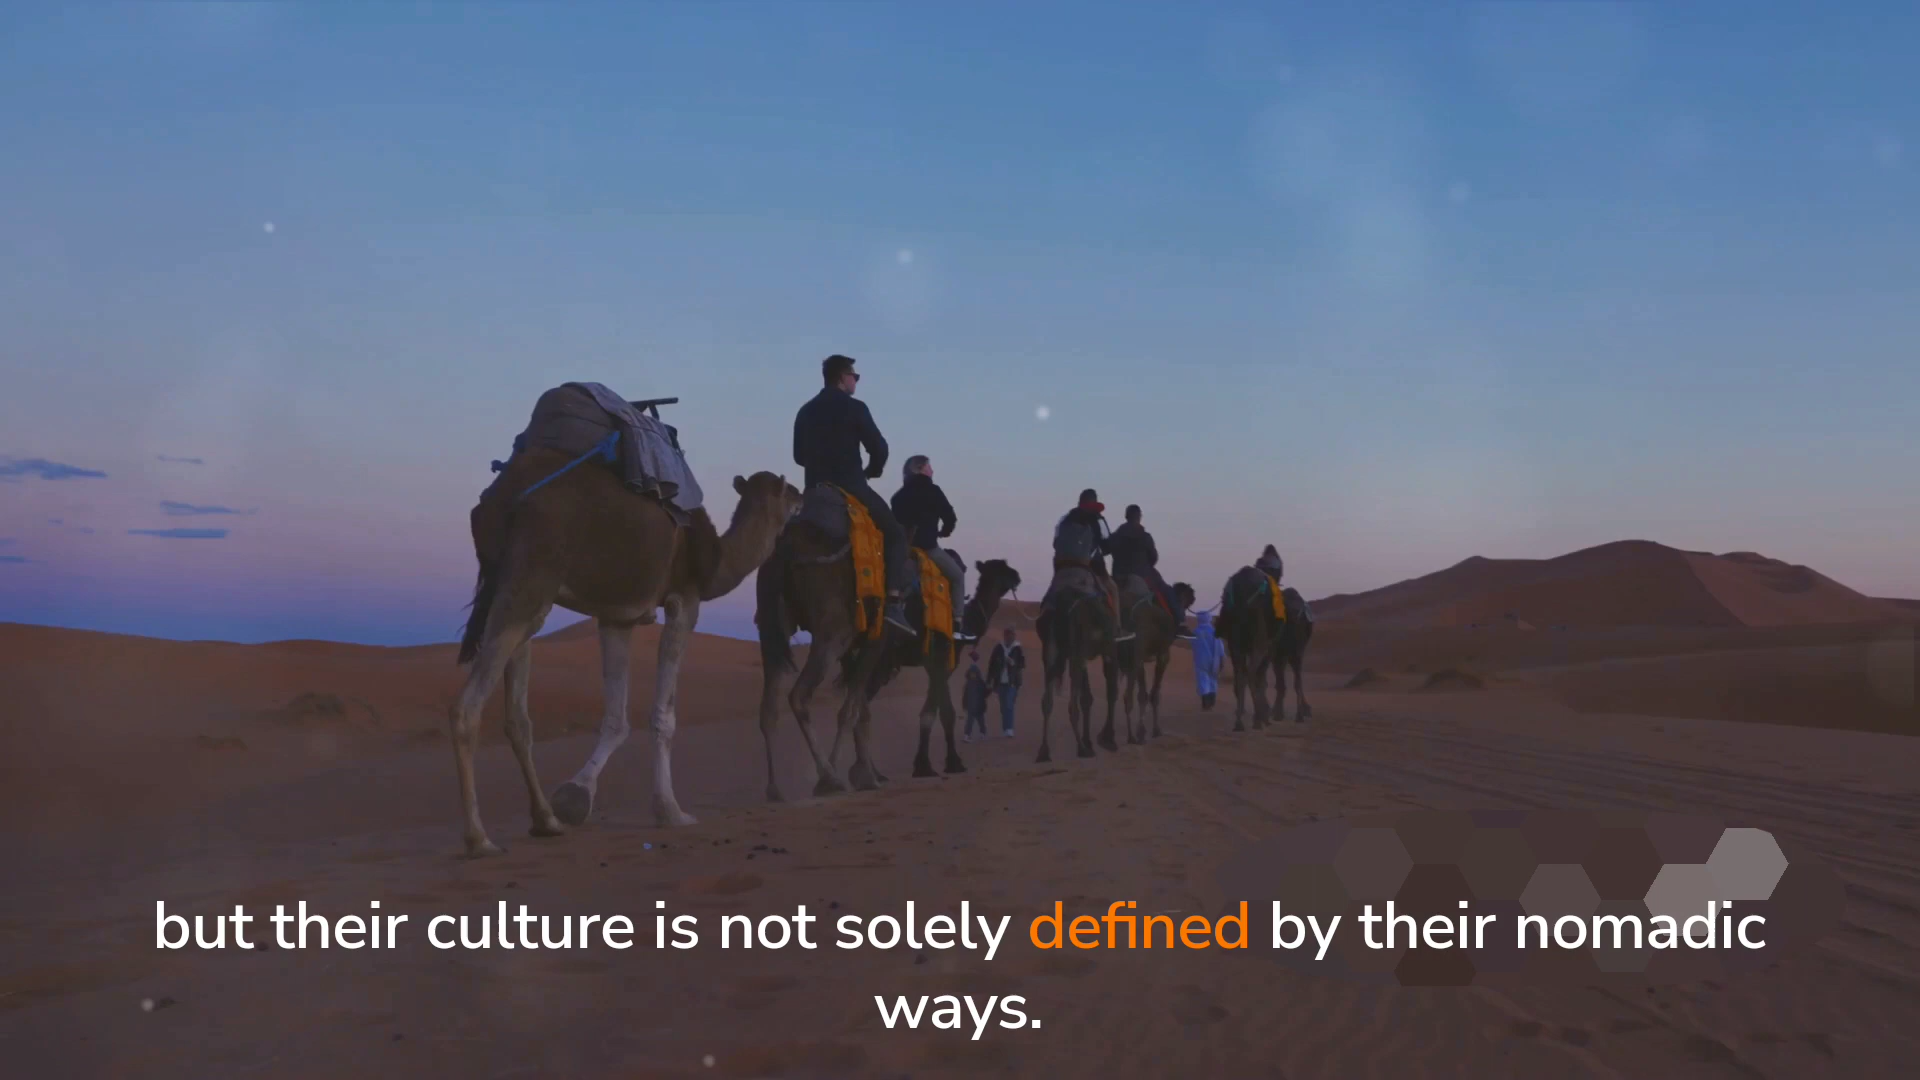 but their culture is not solely defined by their nomadic
ways.